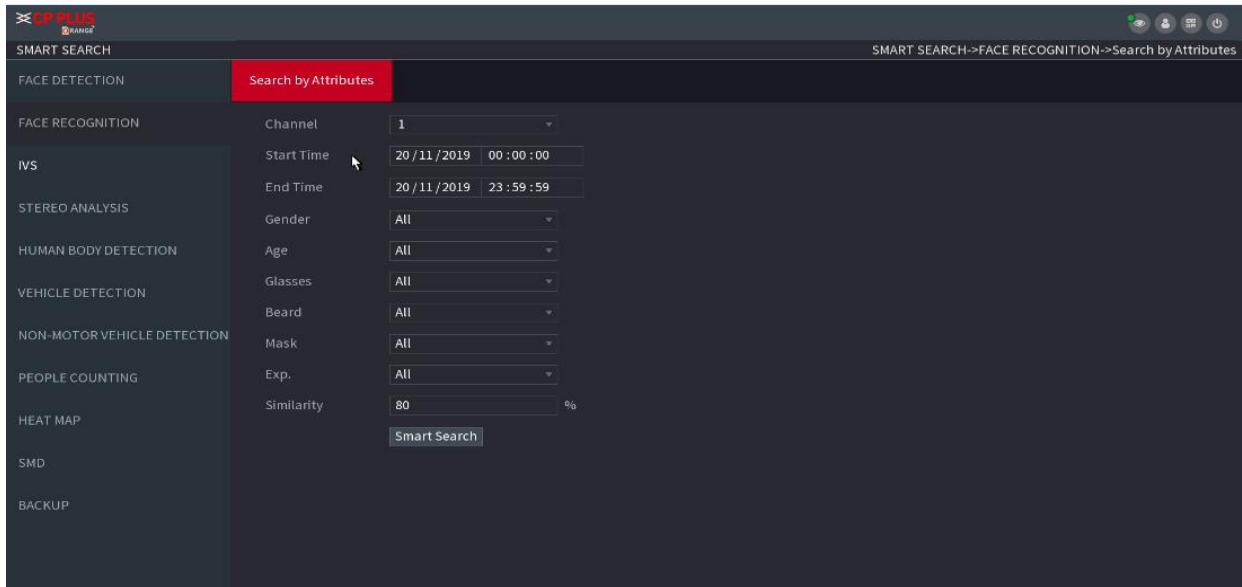 CP PLUS
ORANGE
SMART SEARCH
SMART SEARCH->FACE RECOGNITION->Search by Attributes
FACE DETECTION
FACE RECOGNITION
IVS
STEREO ANALYSIS
HUMAN BODY DETECTION
VEHICLE DETECTION
NON-MOTOR VEHICLE DETECTION
PEOPLE COUNTING
HEAT MAP
SMD
BACKUP
Search by Attributes
Channel 1
Start Time 20/11/2019 00:00:00
End Time 20/11/2019 23:59:59
Gender All
Age All
Glasses All
Beard All
Mask All
Exp. All
Similarity 80 %
Smart Search